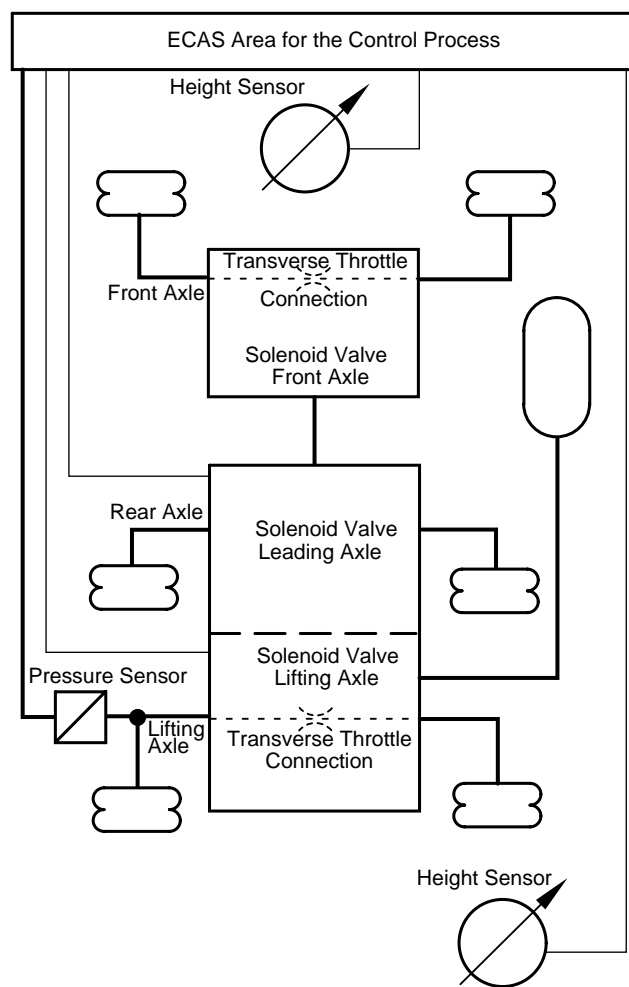 ECAS Area for the Control Process
Height Sensor
Transverse Throttle
Connection
Front Axle
Solenoid Valve
Front Axle
Rear Axle
Solenoid Valve
Leading Axle
Solenoid Valve
Lifting Axle
Pressure Sensor
Lifting
Axle
Transverse Throttle
Connection
Height Sensor